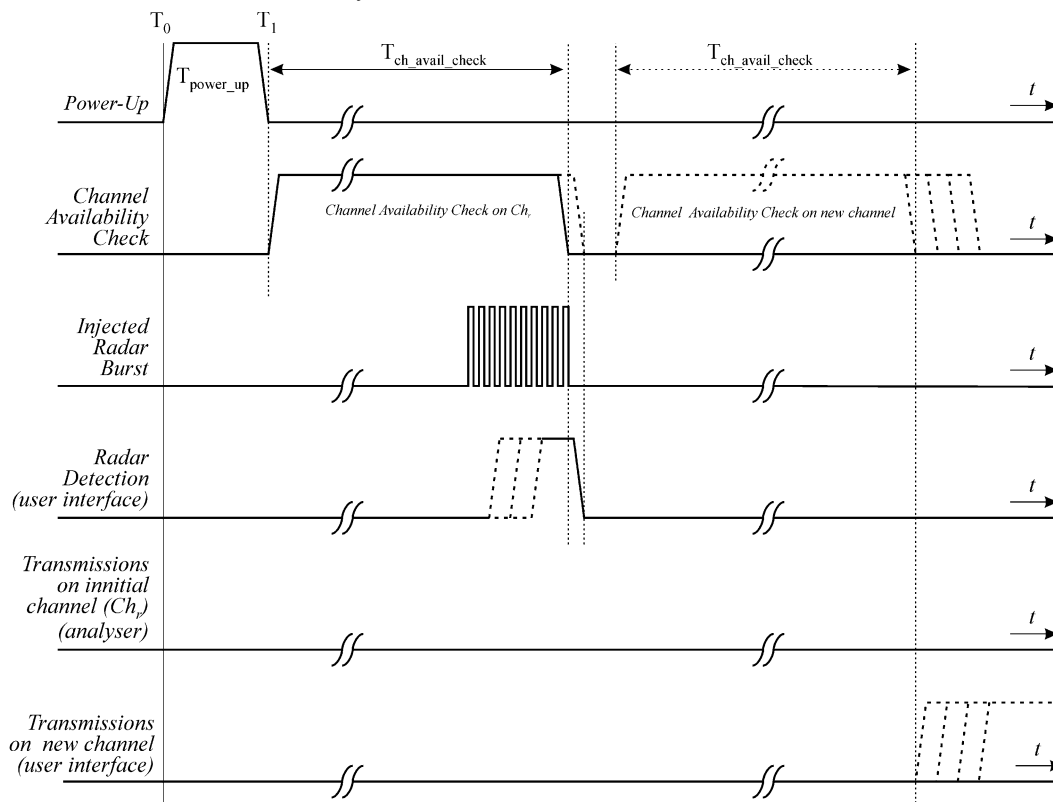 T0 T1
Tpower_up
Tch_avail_check
Tch_avail_check
Power-Up
t
Channel
Availability
Check
Channel Availability Check on Chr
Channel Availability Check on new channel
t
Injected
Radar
Burst
t
Radar
Detection
(user interface)
t
Transmissions
on innitial
channel (Chr)
(analyser)
t
Transmissions
on new channel
(user interface)
t